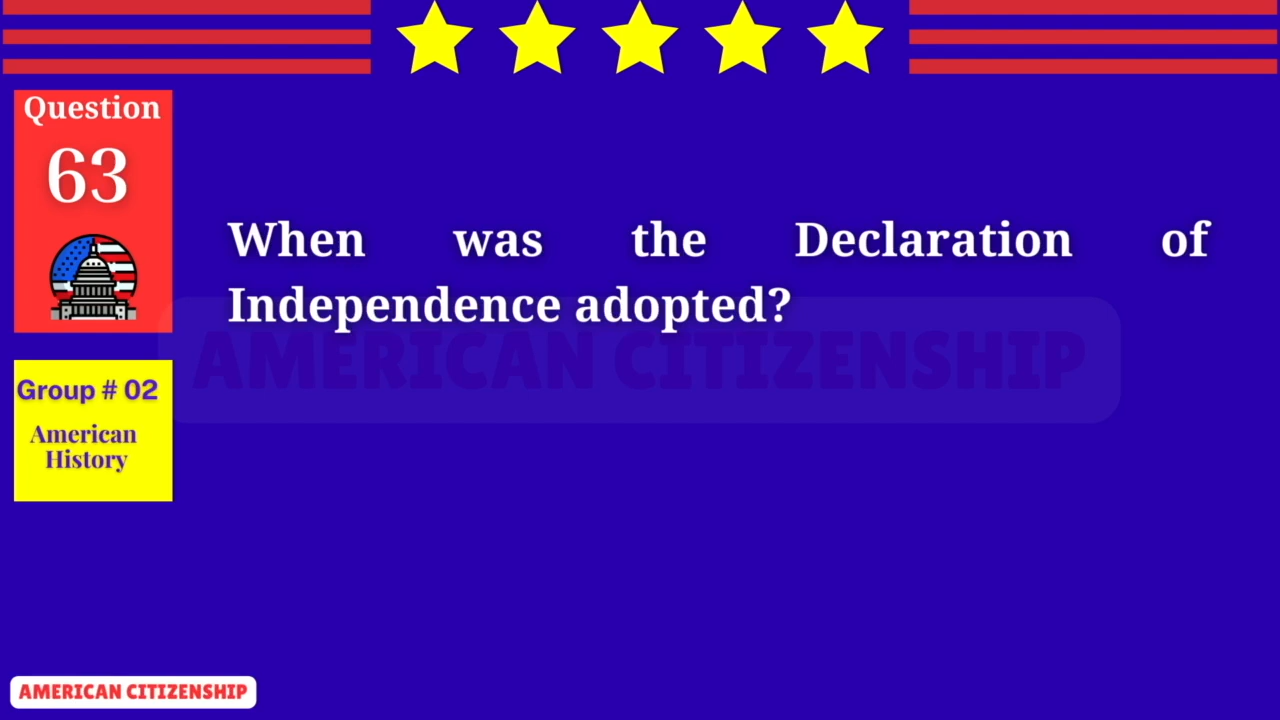 Question
63
When was the Declaration of
Independence adopted?
AMERICAN CITIZENSHIP
Group # 02
American
History
AMERICAN CITIZENSHIP